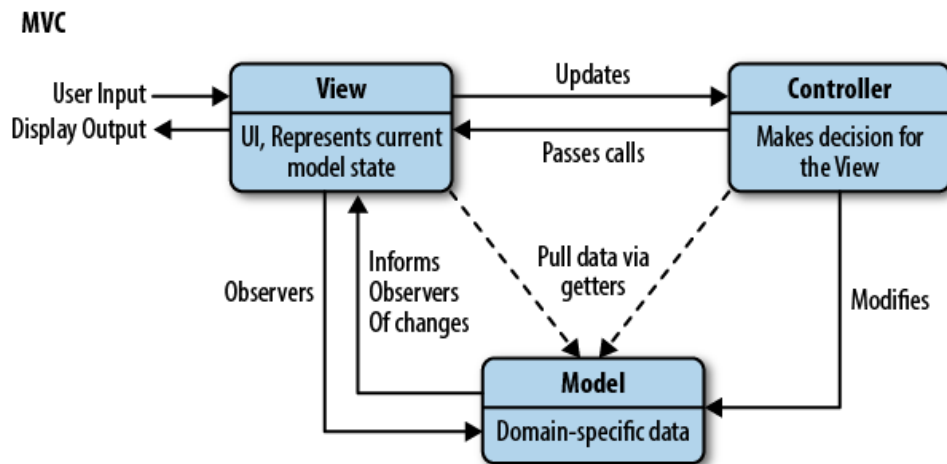 MVC
User Input
Display Output
View
UI, Represents current
model state
Updates
Passes calls
Controller
Makes decision for
the View
Observers
Informs
Observers
Of changes
Pull data via
getters
Modifies
Model
Domain-specific data